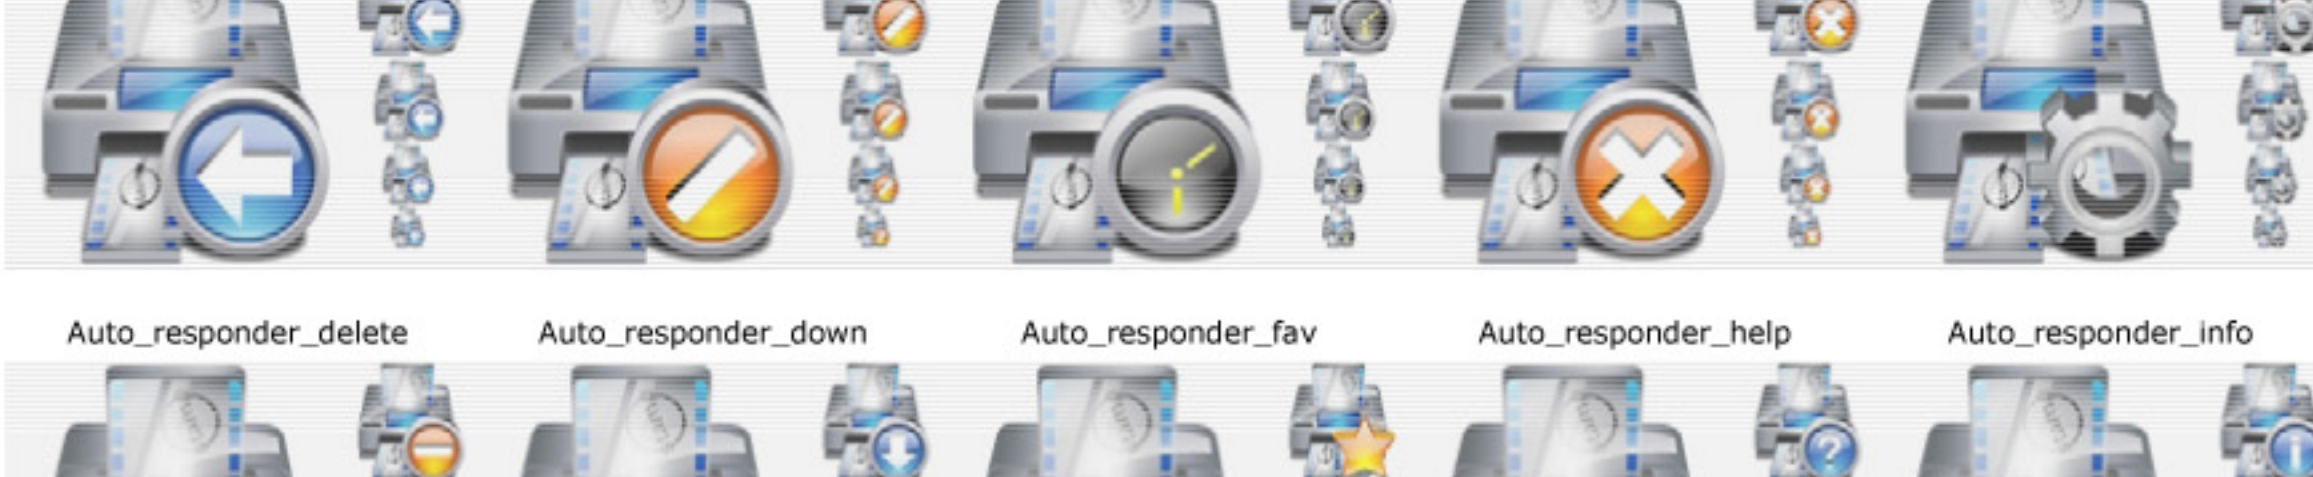 Auto_responder_delete
Auto_responder_down
Auto_responder_fav
Auto_responder_help
Auto_responder_info